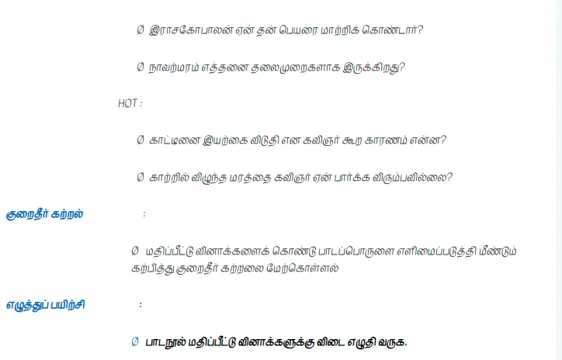 Ø இராசகோபாலன் ஏன் தன் பெயரை மாற்றிக் கொண்டார்?
Ø நாவற்மரம் எத்தனை தலைமுறைகளாக இருக்கிறது?
HOT :
Ø காட்டினை இயற்கை விடுதி என கவிஞர் கூற காரணம் என்ன?
Ø காற்றில் விழுந்த மரத்தை கவிஞர் ஏன் பார்க்க விரும்பவில்லை?
குறைதீர் கற்றல் :
Ø மதிப்பீட்டு வினாக்களைக் கொண்டு பாடப்பொருளை எளிமைப்படுத்தி மீண்டும்
கற்பித்து குறைதீர் கற்றலை மேற்கொள்ளல்
எழுத்துப் பயிற்சி :
Ø பாடநூல் மதிப்பீட்டு வினாக்களுக்கு விடை எழுதி வருக.